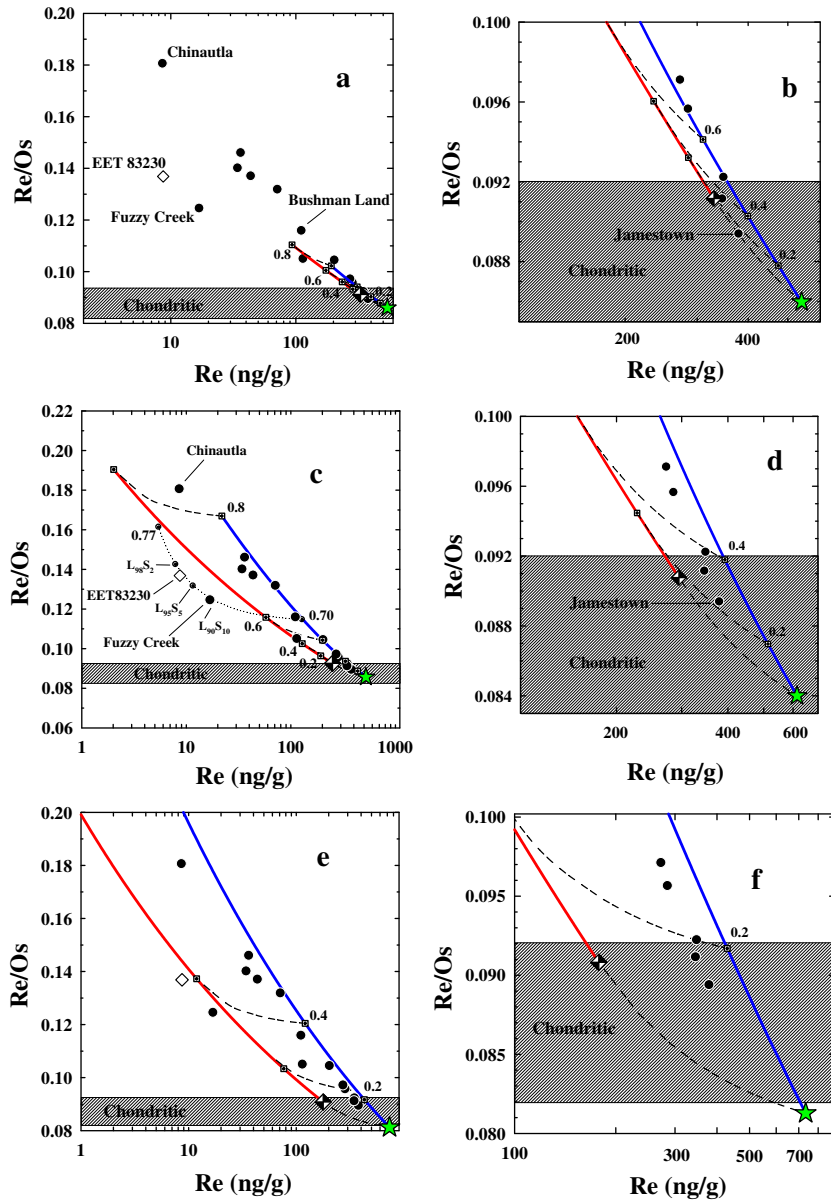 0.20
Chinautla
0.18
a
0.16
EET 83230
0.14
Fuzzy Creek
Bushman Land
0.12
0.8
0.10
0.6
0.4
0.2
Chondritic
0.08
10
100
Re/Os
Re (ng/g)
0.100
b
0.096
0.6
0.092
0.4
Jamestown
0.2
0.088
Chondritic
200
400
Re/Os
Re (ng/g)
0.22
0.20
Chinautla
c
0.18
0.8
0.16
0.77
L98S2
0.14
EET83230
L95S5
0.12
0.70
Fuzzy Creek
L90S10
0.6
0.10
0.4
0.2
Chondritic
0.08
0.06
1
10
100
1000
Re/Os
Re (ng/g)
0.100
d
0.096
0.4
0.092
Jamestown
0.2
0.088
Chondritic
0.084
200
400
600
Re/Os
Re (ng/g)
0.20
e
0.18
0.16
0.14
0.4
0.12
0.10
0.2
Chondritic
0.08
1
10
100
Re/Os
Re (ng/g)
0.100
f
0.095
0.2
0.090
Chondritic
0.085
0.080
100
300
500
700
Re/Os
Re (ng/g)